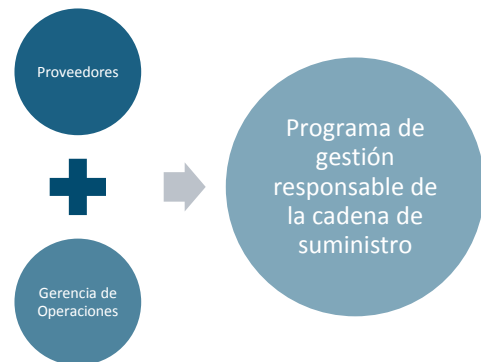 Proveedores
Gerencia de
Operaciones
Programa de
gestión
responsable de
la cadena de
suministro